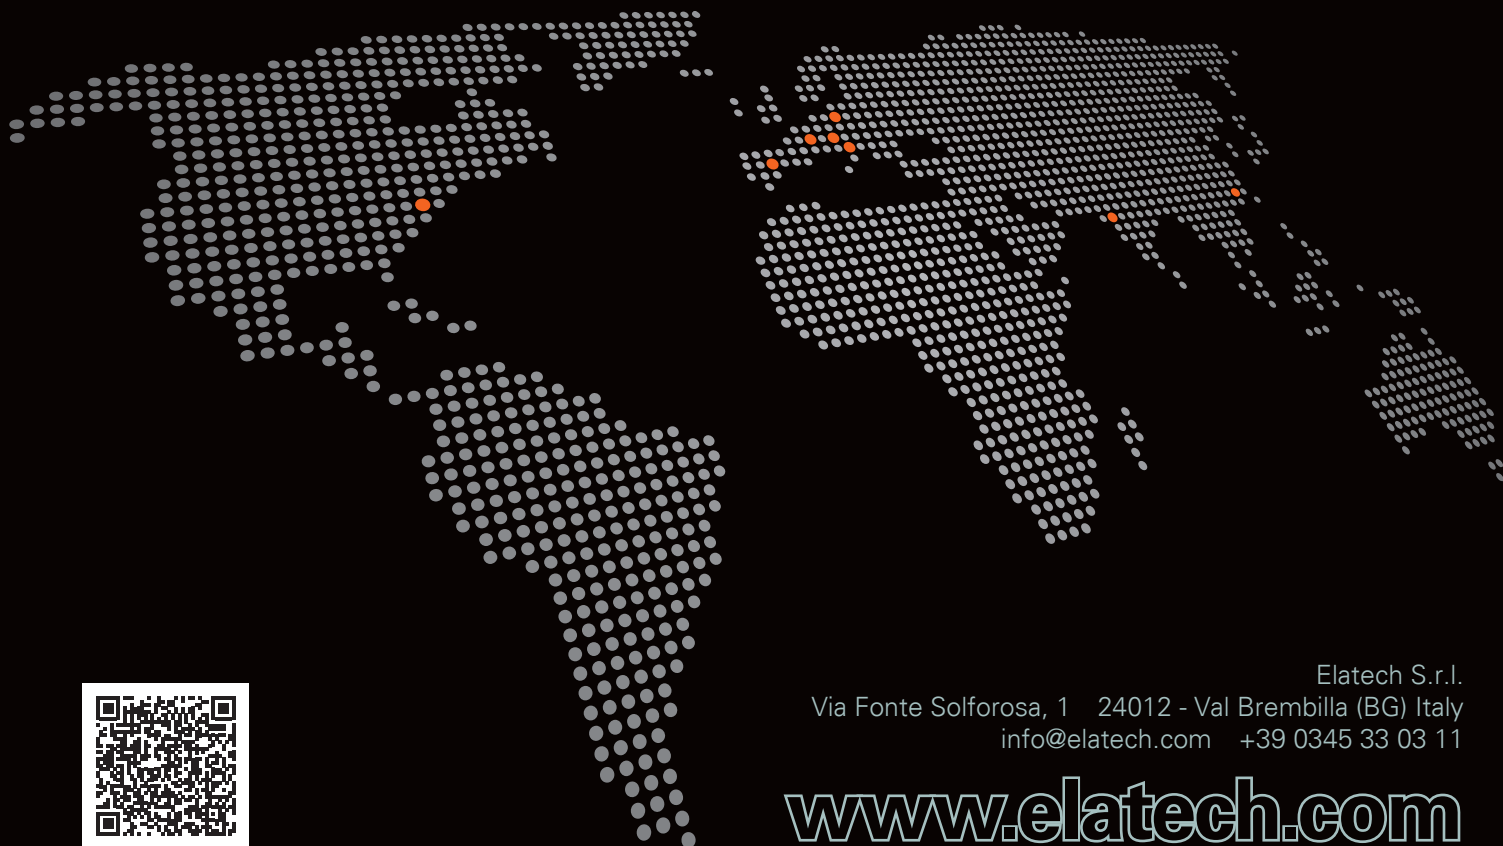 Elatech S.r.l.
Via Fonte Solforosa, 1 24012 - Val Brembilla (BG) Italy
info@elatech.com +39 0345 33 03 11
www.elatech.com